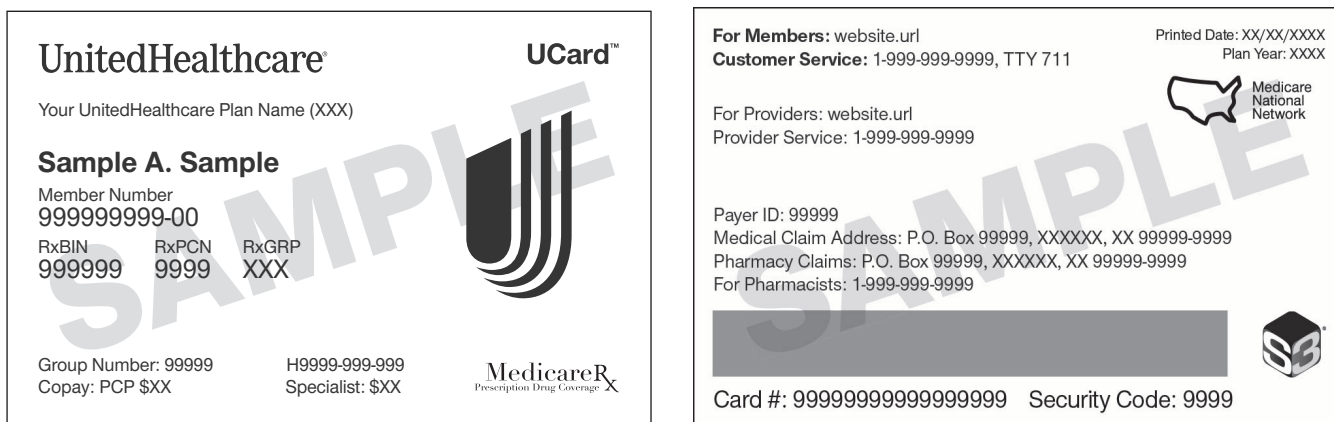 UnitedHealthcare®
UCard™
Your UnitedHealthcare Plan Name (XXX)
Sample A. Sample
Member Number
999999999-00
RxBIN RxPCN RxGRP
999999 9999 XXX
Group Number: 99999 H9999-999-999
Copay: PCP $XX Specialist: $XX
MedicareRx
Prescription Drug Coverage
SAMPLE
For Members: website.url
Customer Service: 1-999-999-9999, TTY 711
Printed Date: XX/XX/XXXX
Plan Year: XXXX
Medicare
National
Network
For Providers: website.url
Provider Service: 1-999-999-9999
Payer ID: 99999
Medical Claim Address: P.O. Box 99999, XXXXXX, XX 99999-9999
Pharmacy Claims: P.O. Box 99999, XXXXXX, XX 99999-9999
For Pharmacists: 1-999-999-9999
S3®
Card #: 99999999999999999 Security Code: 9999
SAMPLE